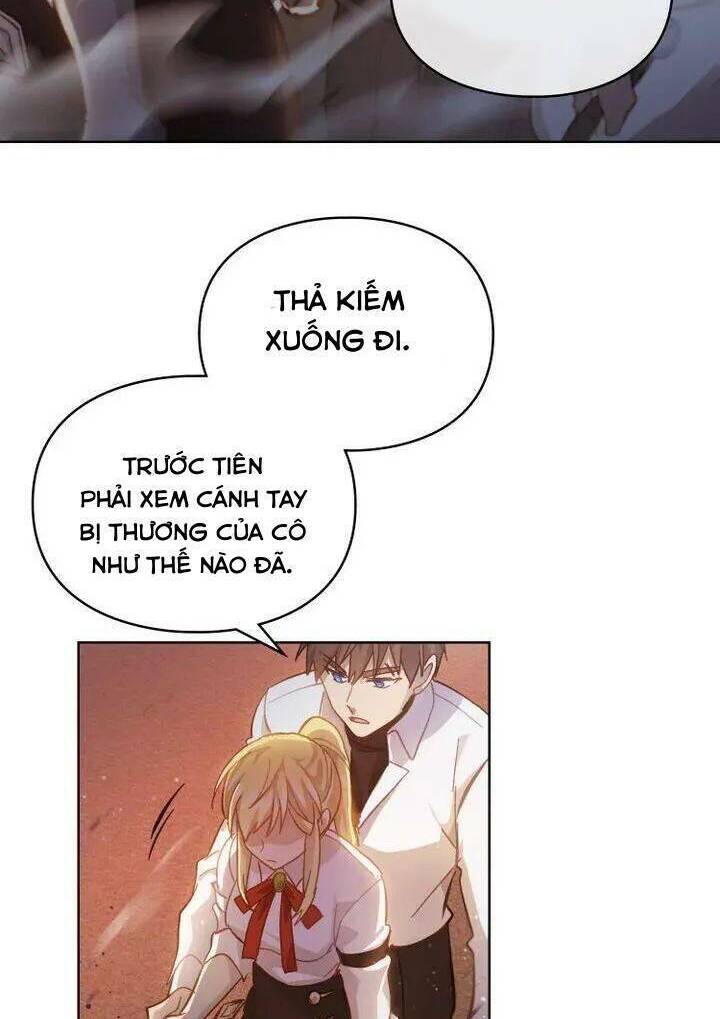 THẢ KIẾM
XUỐNG ĐI.
TRƯỚC TIÊN
PHẢI XEM CÁNH TAY
BỊ THƯƠNG CỦA CÔ
NHƯ THẾ NÀO ĐÃ.